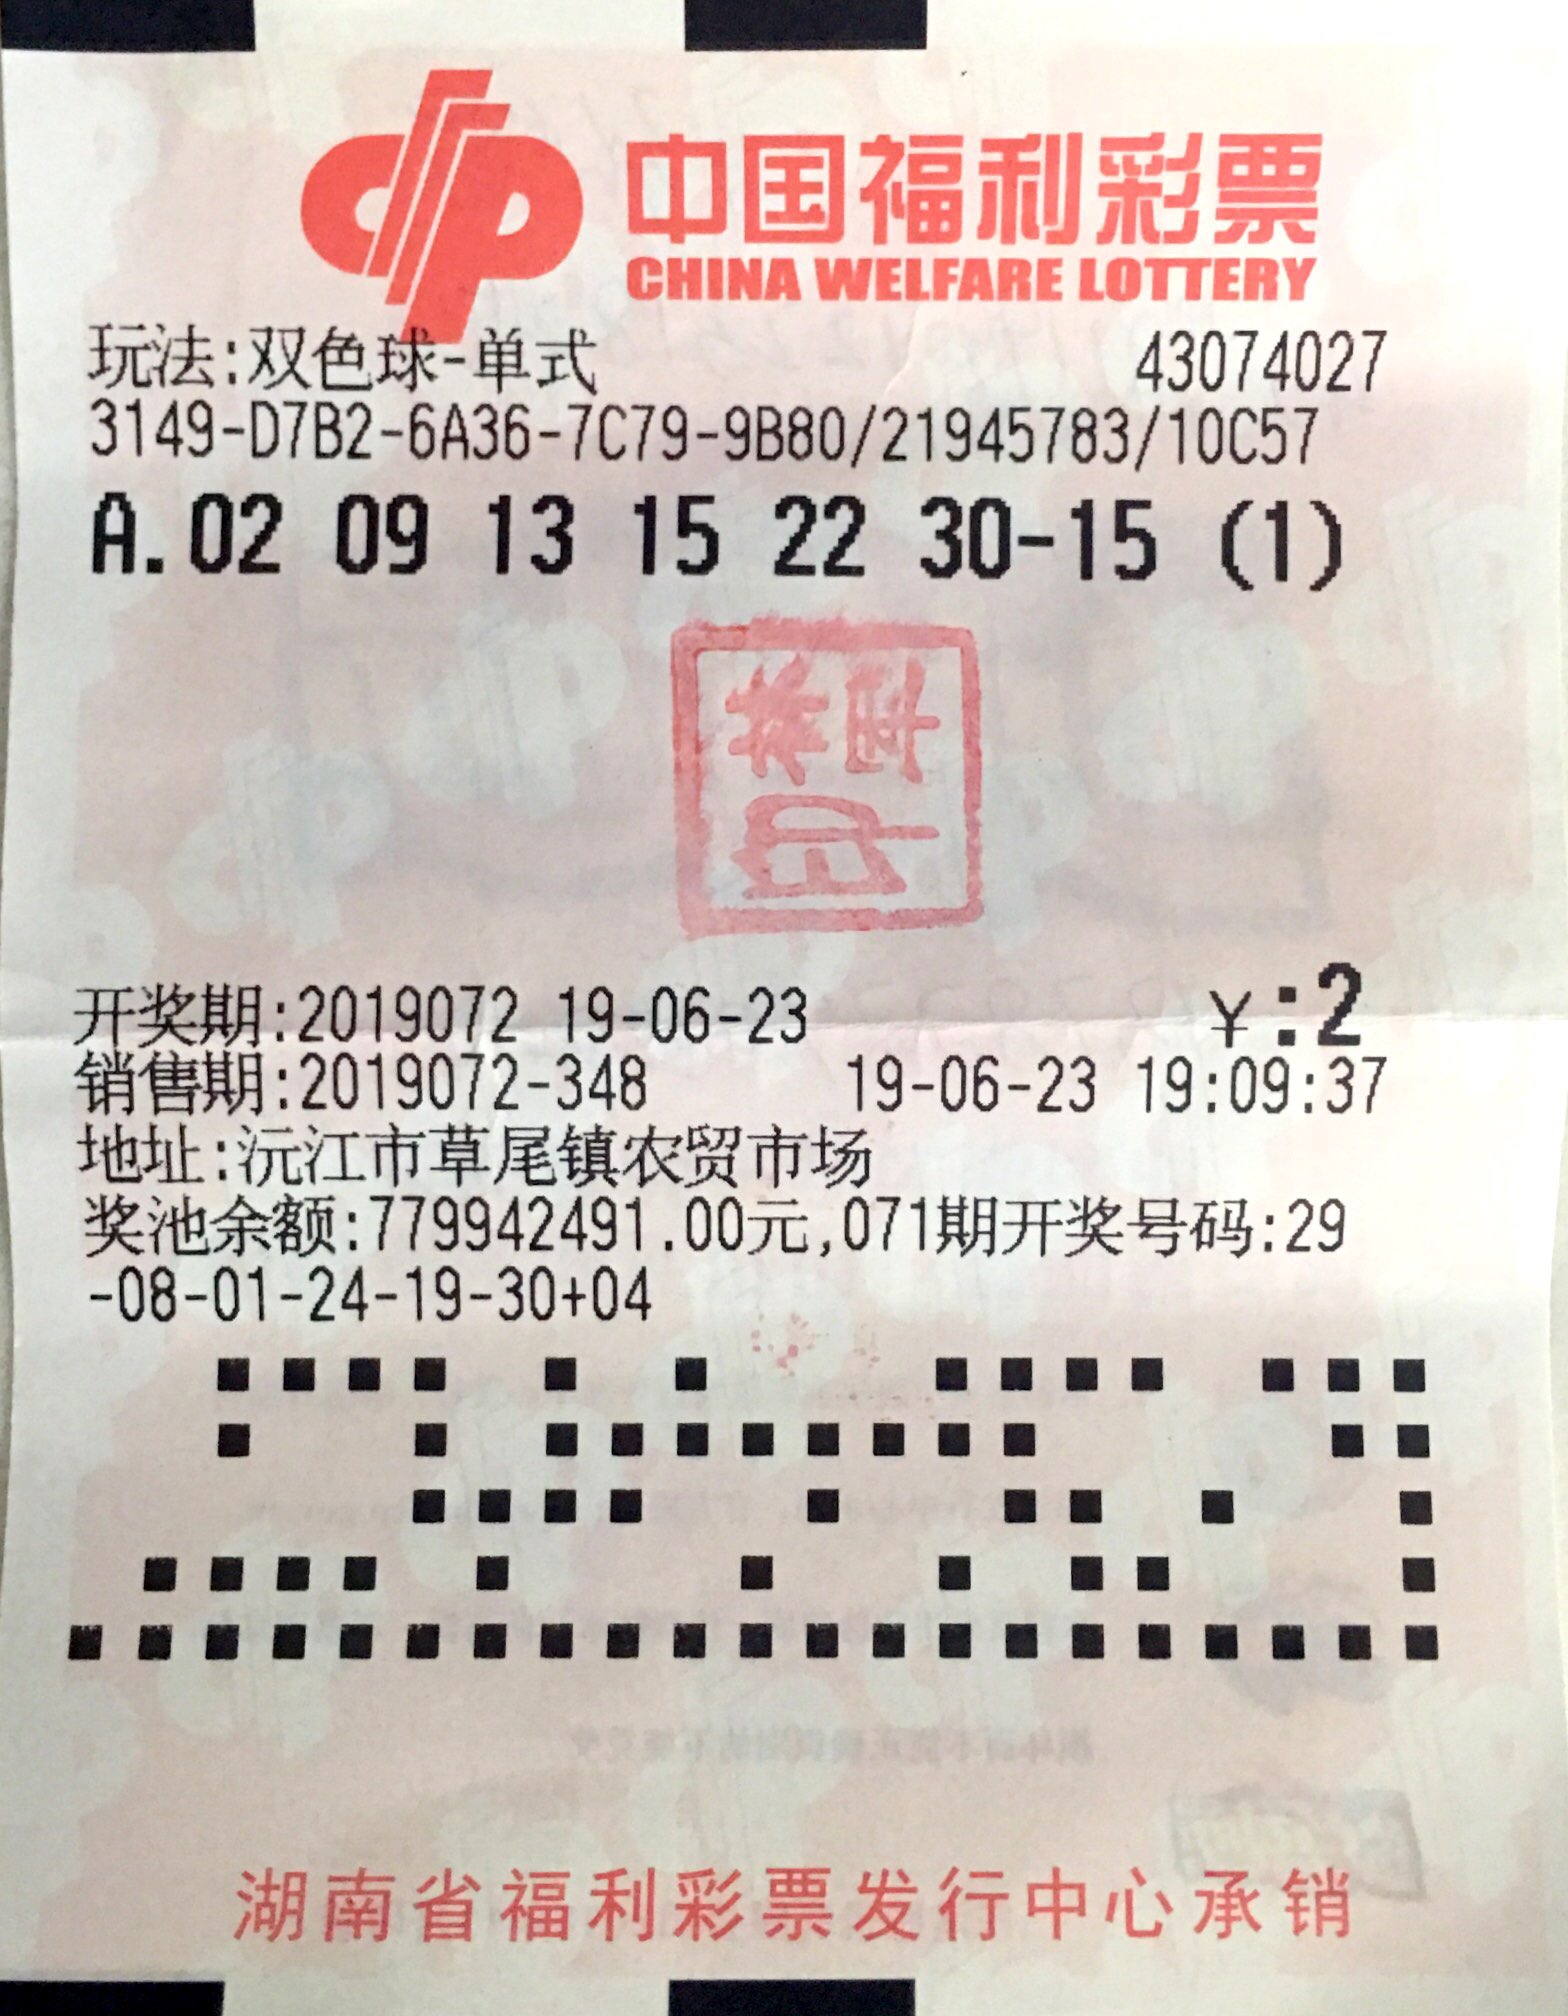 中国福利彩票
CHINA WELFARE LOTTERY
玩法:双色球-单式 43074027
3149-D7B2-6A36-7C79-9B80/21945783/10C57
A.02 09 13 15 22 30-15 (1)
开奖期:2019072 19-06-23 ¥:2
销售期:2019072-348 19-06-23 19:09:37
地址:沅江市草尾镇农贸市场
奖池余额:779942491.00元,071期开奖号码:29
-08-01-24-19-30+04
湖南省福利彩票发行中心承销